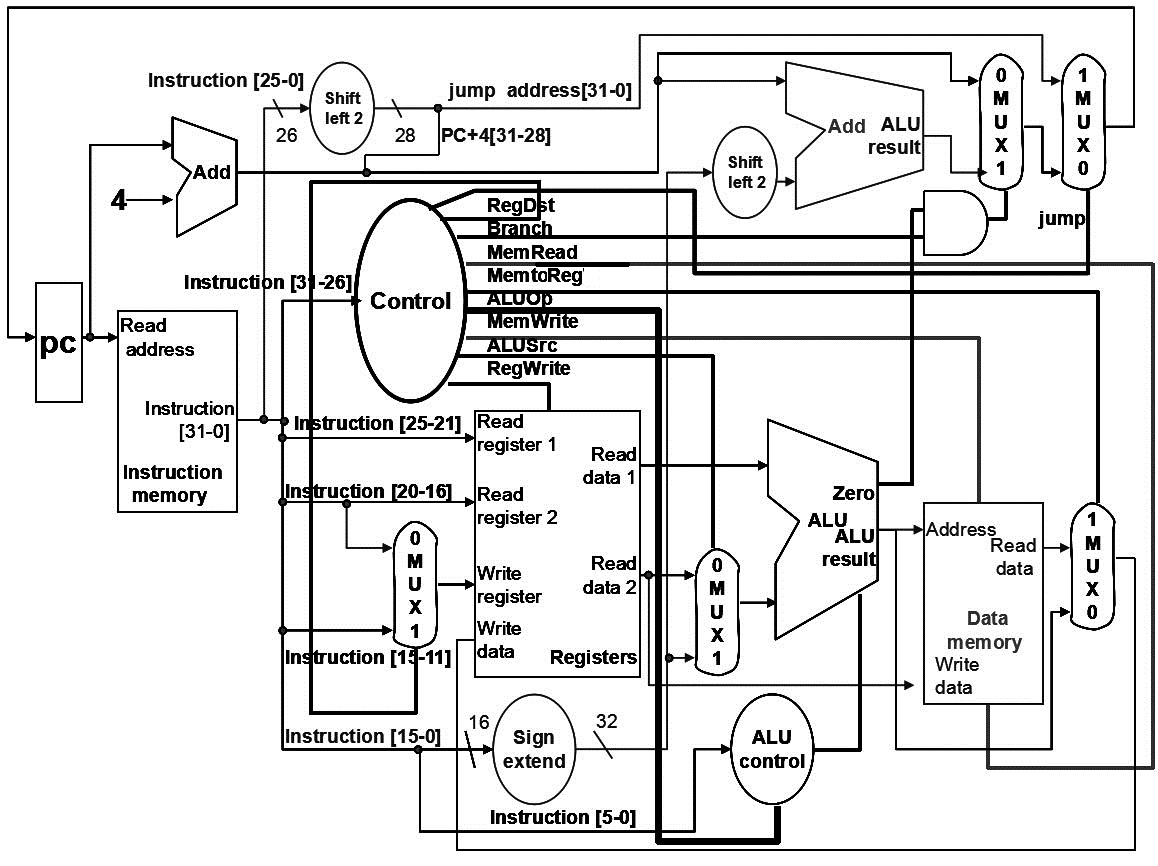 Instruction [25-0]
26
Shift
left 2
28
jump address[31-0]
PC+4[31-28]
Add
4
Shift
left 2
Add
ALU
result
0
M
U
X
1
1
M
U
X
0
jump
RegDst
Branch
MemRead
MemtoReg
ALUOp
MemWrite
ALUSrc
RegWrite
Instruction [31-26]
Control
pc
Read
address
Instruction
[31-0]
Instruction
memory
Instruction [25-21]
Instruction [20-16]
0
M
U
X
1
Instruction [15-11]
Read
register 1
Read
register 2
Write
register
Write
data
Read
data 1
Read
data 2
Registers
0
M
U
X
1
Zero
ALU
ALU
result
Address
Read
data
Data
memory
Write
data
1
M
U
X
0
Instruction [15-0]
16
Sign
extend
32
ALU
control
Instruction [5-0]